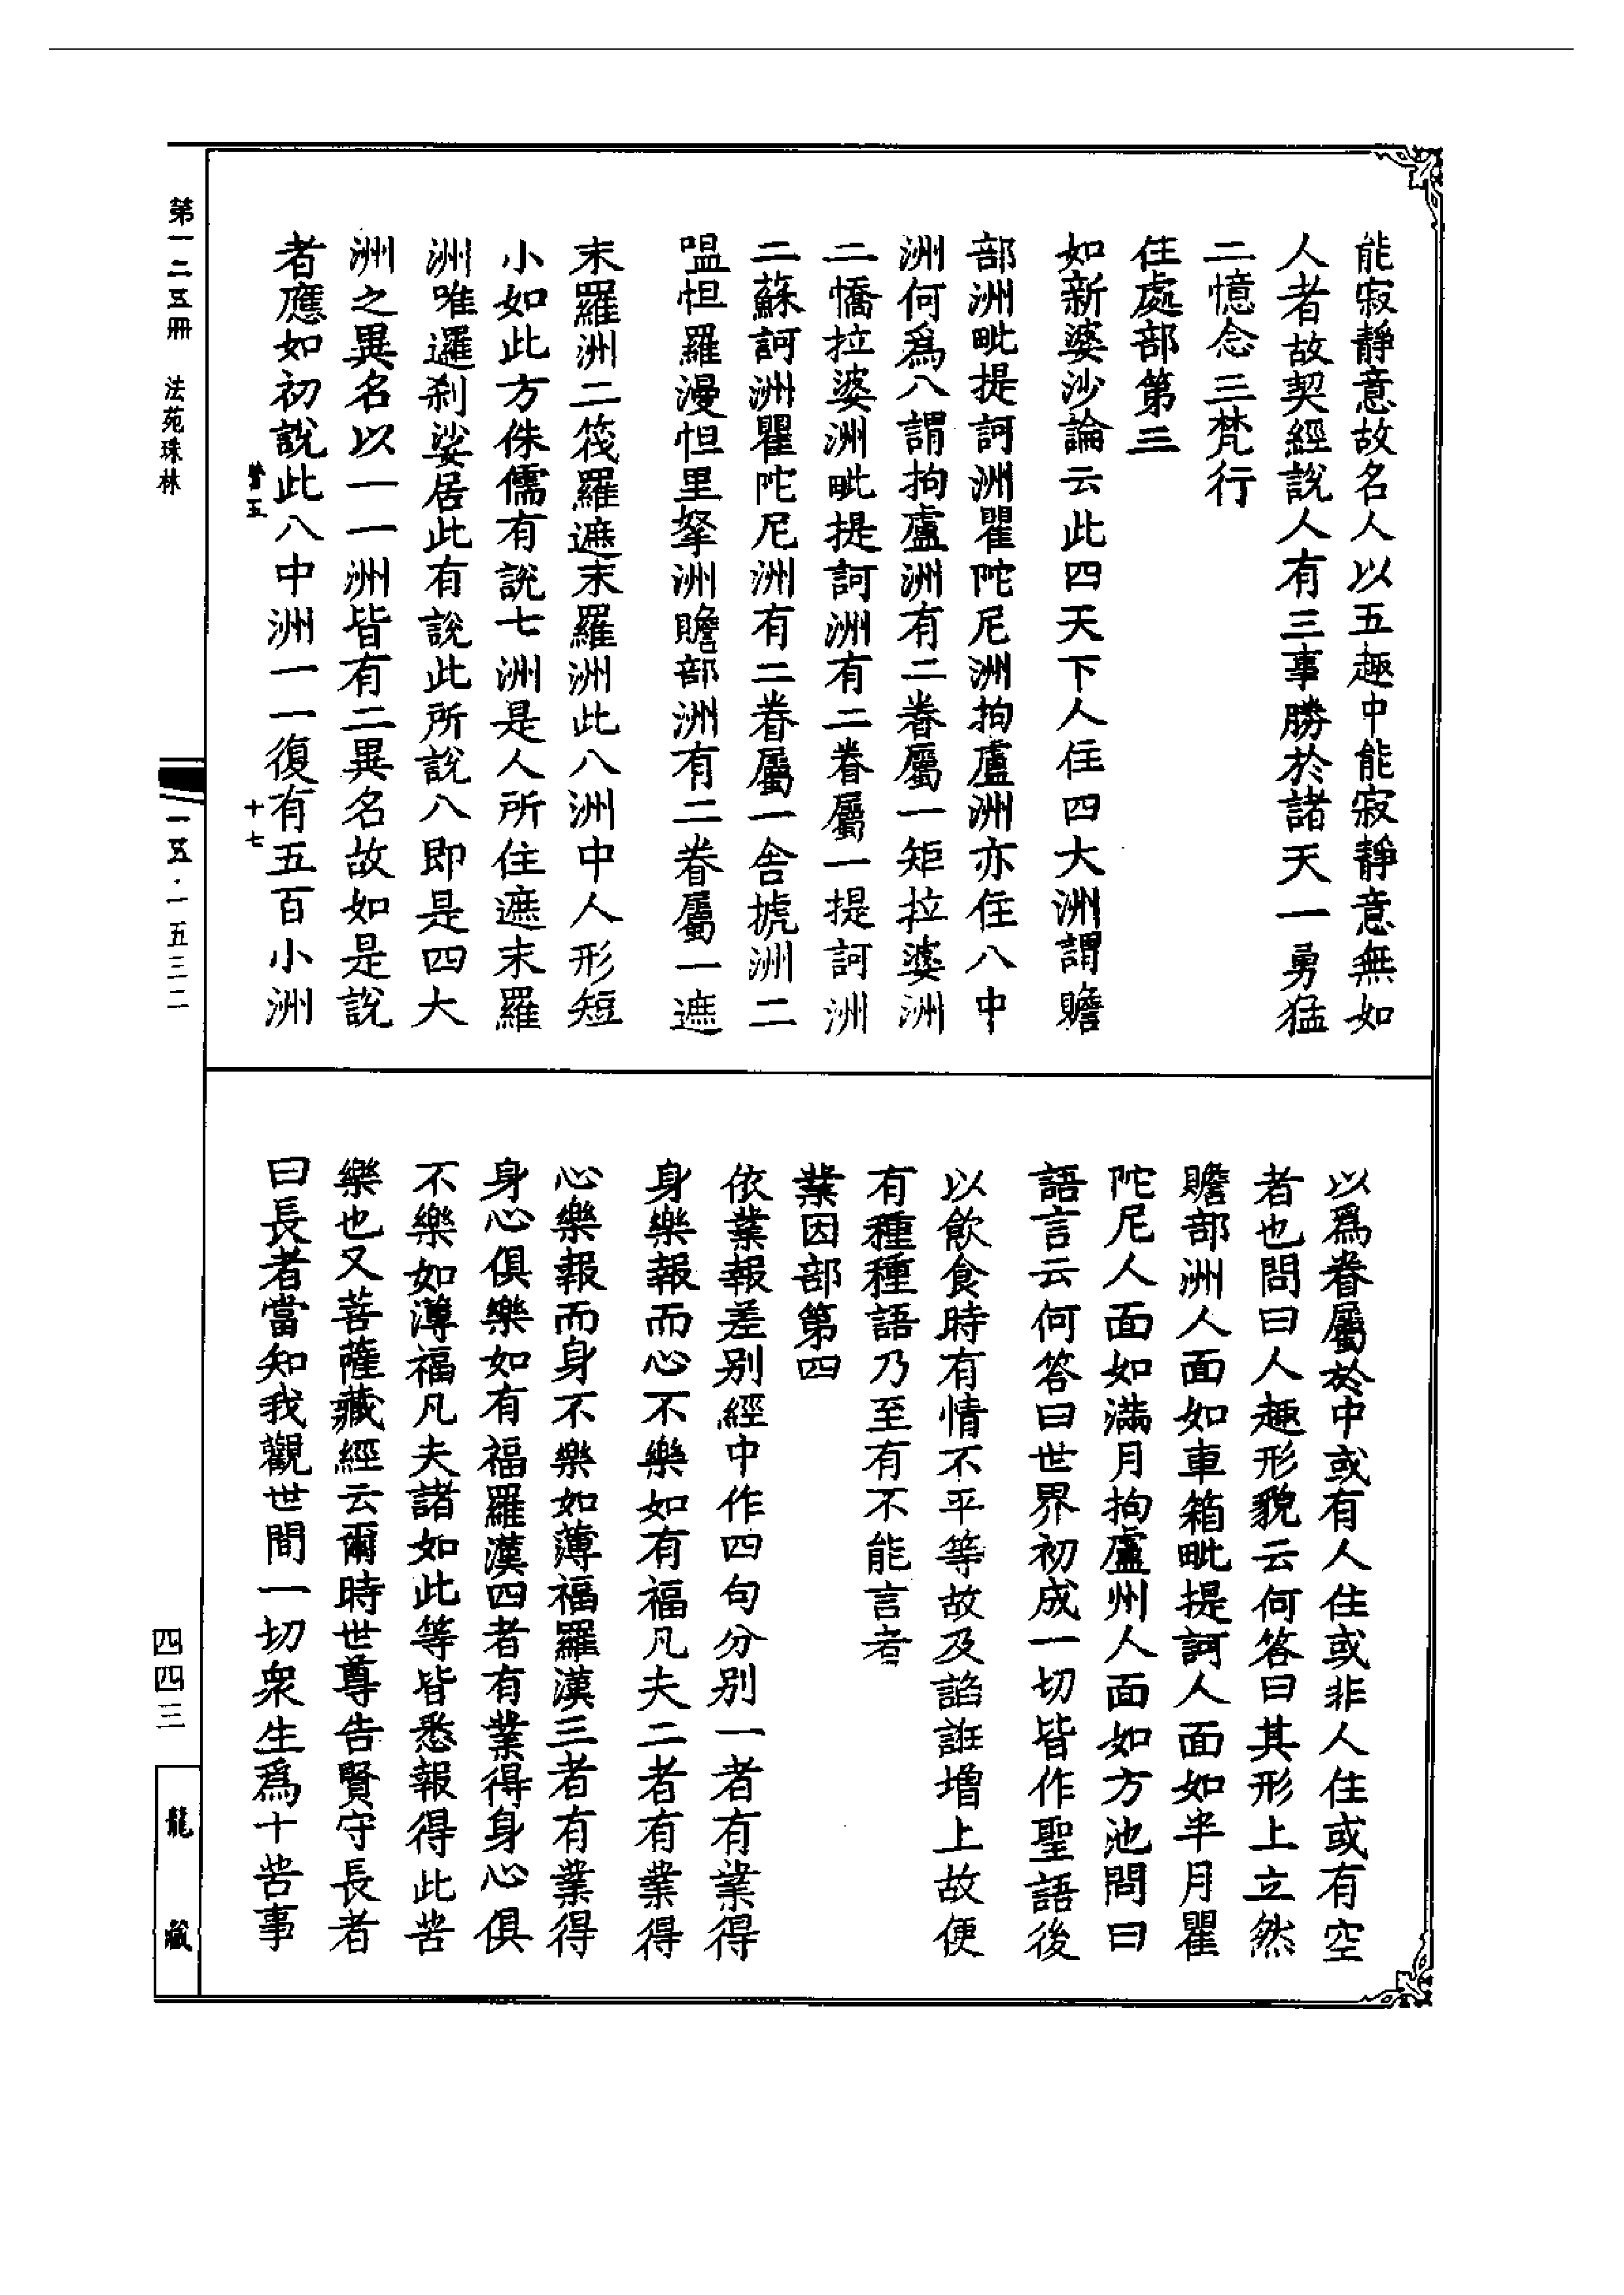 能寂靜意故名人以五趣中能寂靜意無如
人者故契經說人有三事勝於諸天一勇猛
二憶念三梵行
住處部第三
如新婆沙論云此四天下人住四大洲謂贍
部洲毗提訶洲瞿陀尼洲拘盧洲亦住八中
洲何爲八謂拘盧洲有二眷屬一矩拉婆洲
二憍拉婆洲毗提訶洲有二眷屬一提訶洲
二蘇訶洲瞿陀尼洲有二眷屬一舍搋洲二
嗢怛羅漫怛里拏洲贍部洲有二眷屬一遮
末羅洲二筏羅遮末羅洲此八洲中人形短
小如此方侏儒有說七洲是人所住遮末羅
洲唯邏刹娑居此有說此所說八即是四大
洲之異名以一一洲皆有二異名故如是說
者應如初說此八中洲一一復有五百小洲
營五 十七
以爲眷屬於中或有人住或非人住或有空
者也問曰人趣形貌云何答曰其形上立然
贍部洲人面如車箱毗提訶人面如半月瞿
陀尼人面如滿月拘盧州人面如方池問曰
語言云何答曰世界初成一切皆作聖語後
以飲食時有情不平等故及諂誑增上故便
有種種語乃至有不能言者
業因部第四
依業報差别經中作四句分别一者有業得
身樂報而心不樂如有福凡夫二者有業得
心樂報而身不樂如薄福羅漢三者有業得
身心俱樂如有福羅漢四者有業得身心俱
不樂如薄福凡夫諸如此等皆悉報得此苦
樂也又菩薩藏經云爾時世尊告賢守長者
曰長者當知我觀世間一切衆生爲十苦事
第一二五冊 法苑珠林
一五·一五三二
四四三
龍藏